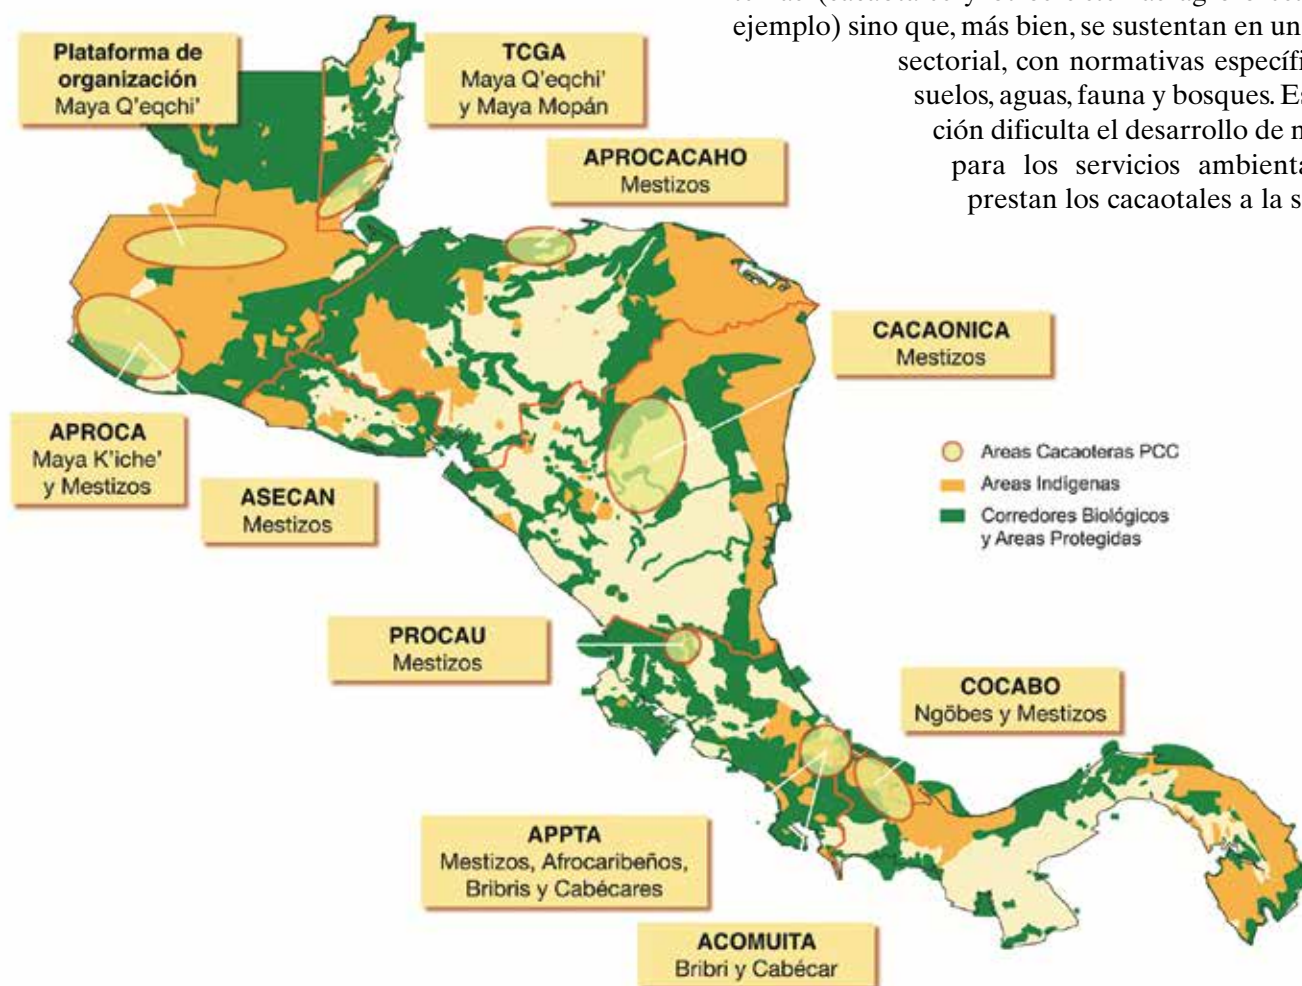 ejemplo) sino que, más bien, se sustentan en un
sectorial, con normativas específi
suelos, aguas, fauna y bosques. Es
ción dificulta el desarrollo de
para los servicios ambienta
prestan los cacaotales a la s
Plataforma de
organización
Maya Q'eqchi'
TCGA
Maya Q'eqchi'
y Maya Mopán
APROCACAHO
Mestizos
CACAONICA
Mestizos
APROCA
Maya K'iche'
y Mestizos
ASECAN
Mestizos
Areas Cacaoteras PCC
Areas Indígenas
Corredores Biológicos
y Areas Protegidas
PROCAU
Mestizos
COCABO
Ngöbes y Mestizos
APPTA
Mestizos, Afrocaribeños,
Bribris y Cabécares
ACOMUITA
Bribri y Cabécar